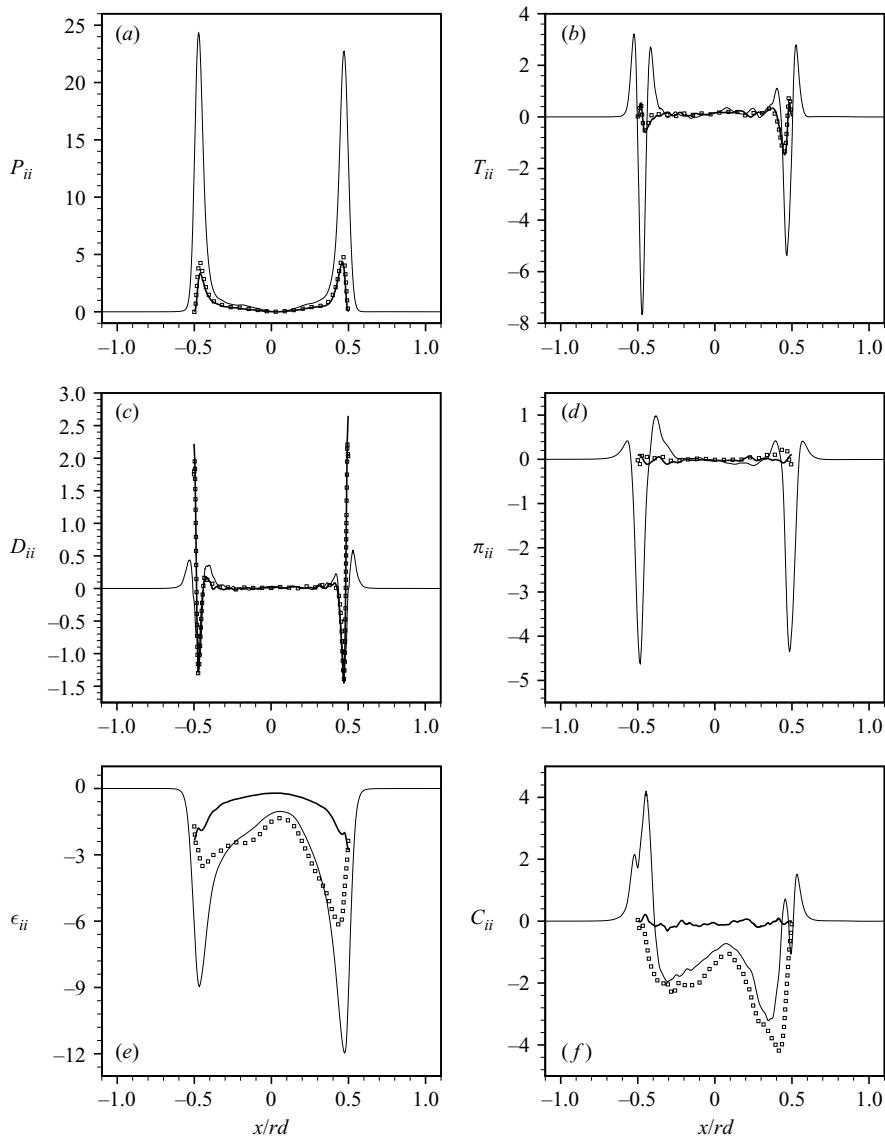 (a)
25
20
15
10
5
0
P_ii
−1.0 −0.5 0 0.5 1.0
(b)
4
2
0
−2
−4
−6
−8
T_ii
−1.0 −0.5 0 0.5 1.0
(c)
3.0
2.5
2.0
1.5
1.0
0.5
0
−0.5
−1.0
−1.5
D_ii
−1.0 −0.5 0 0.5 1.0
(d)
1
0
−1
−2
−3
−4
−5
π_ii
−1.0 −0.5 0 0.5 1.0
0
−3
−6
−9
−12
ϵ_ii
(e)
−1.0 −0.5 0 0.5 1.0
x/rd
4
2
0
−2
−4
C_ii
(f)
−1.0 −0.5 0 0.5 1.0
x/rd